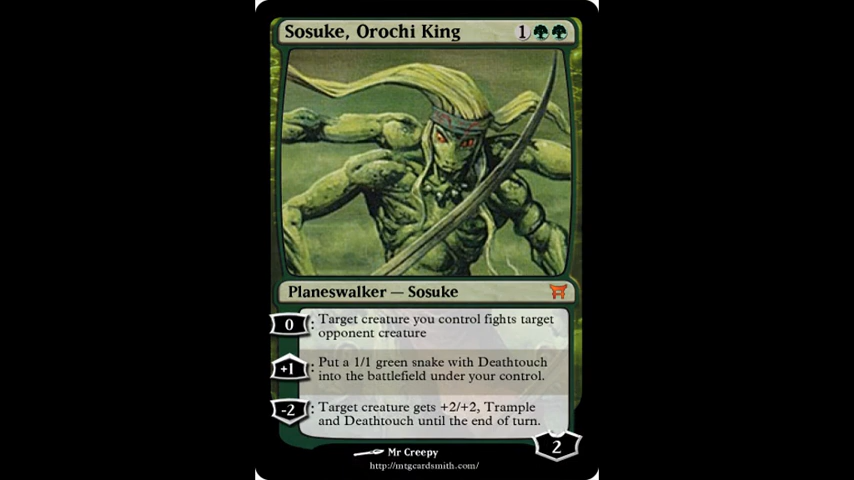 Sosuke, Orochi King 1
Planeswalker — Sosuke
0 : Target creature you control fights target
opponent creature
+1 : Put a 1/1 green snake with Deathtouch
into the battlefield under your control.
-2 : Target creature gets +2/+2, Trample
and Deathtouch until the end of turn.
2
Mr Creepy
http://mtgcardsmith.com/